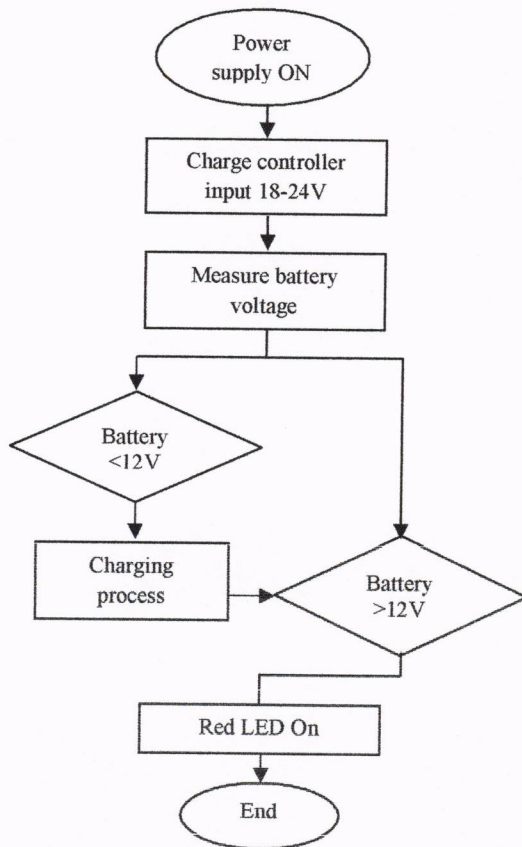 Power
supply ON
Charge controller
input 18-24V
Measure battery
voltage
Battery
<12V
Charging
process
Battery
>12V
Red LED On
End